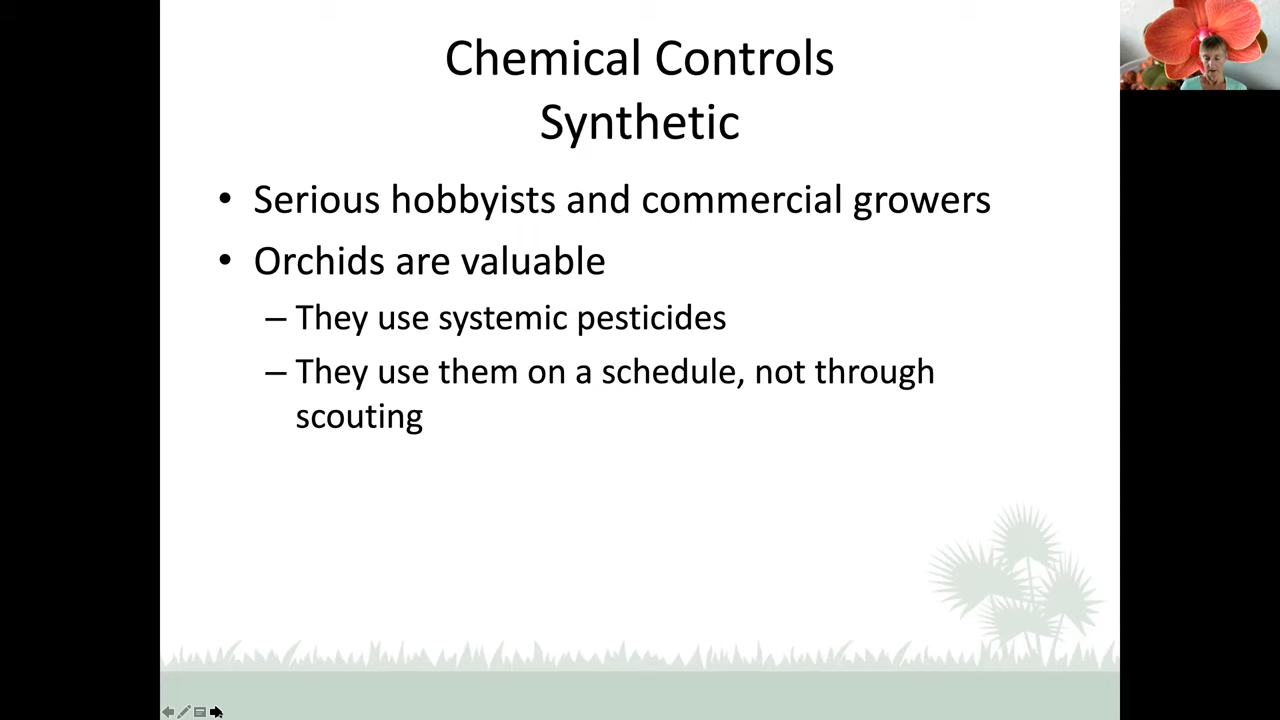 Chemical Controls
Synthetic
• Serious hobbyists and commercial growers
• Orchids are valuable
– They use systemic pesticides
– They use them on a schedule, not through
scouting